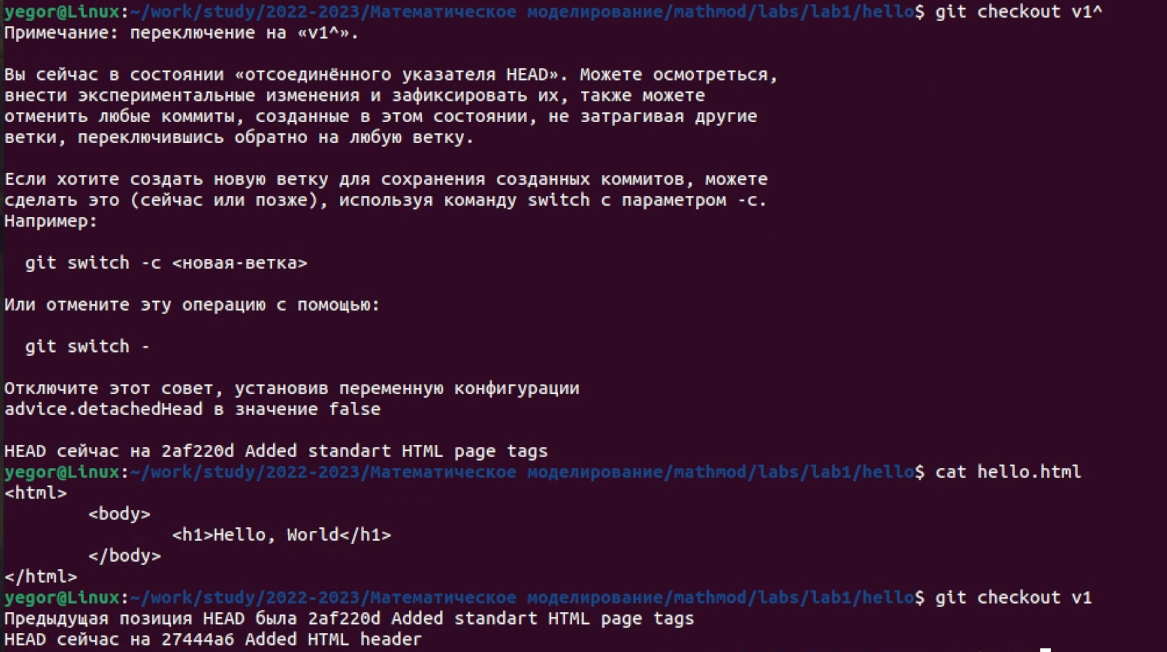 yegor@Linux:~/work/study/2022-2023/Математическое моделирование/mathmod/labs/lab1/hello$ git checkout v1^
Примечание: переключение на «v1^».
Вы сейчас в состоянии «отсоединённого указателя HEAD». Можете осмотреться,
внести экспериментальные изменения и зафиксировать их, также можете
отменить любые коммиты, созданные в этом состоянии, не затрагивая другие
ветки, переключившись обратно на любую ветку.
Если хотите создать новую ветку для сохранения созданных коммитов, можете
сделать это (сейчас или позже), используя команду switch с параметром -c.
Например:
git switch -c <новая-ветка>
Или отмените эту операцию с помощью:
git switch -
Отключите этот совет, установив переменную конфигурации
advice.detachedHead в значение false
HEAD сейчас на 2af220d Added standart HTML page tags
yegor@Linux:~/work/study/2022-2023/Математическое моделирование/mathmod/labs/lab1/hello$ cat hello.html
<html>
<body>
<h1>Hello, World</h1>
</body>
</html>
yegor@Linux:~/work/study/2022-2023/Математическое моделирование/mathmod/labs/lab1/hello$ git checkout v1
Предыдущая позиция HEAD была 2af220d Added standart HTML page tags
HEAD сейчас на 27444a6 Added HTML header